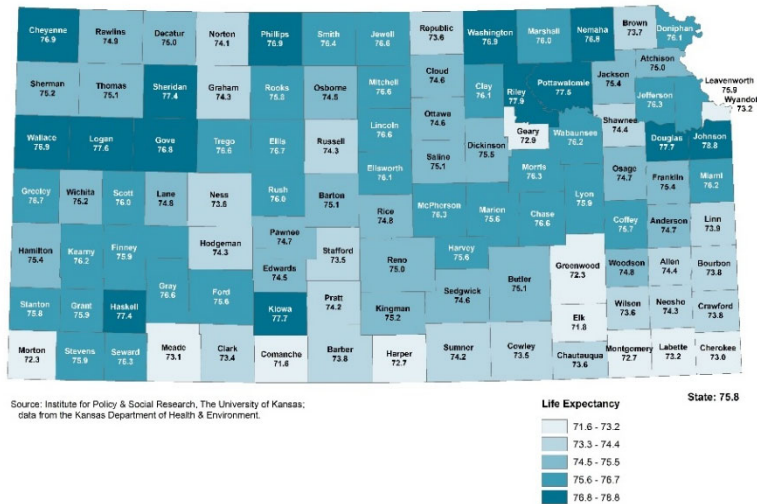 Cheyenne
76.9
Rawlins
74.9
Decatur
75.0
Norton
74.1
Phillips
76.9
Smith
76.4
Jewell
76.6
Republic
73.6
Washington
76.9
Marshall
76.0
Nemaha
76.8
Brown
73.7
Doniphan
76.1
Atchison
75.0
Leavenworth
75.9
Wyandot
73.2
Sherman
75.2
Thomas
75.1
Sheridan
77.4
Graham
74.3
Rooks
75.8
Osborne
74.8
Mitchell
76.6
Cloud
74.6
Clay
76.1
Riley
77.9
Pottawatomie
77.5
Jackson
75.4
Jefferson
76.3
Wallace
76.9
Logan
77.6
Gove
76.8
Trego
76.6
Ellis
76.7
Russell
74.3
Lincoln
76.6
Ottawa
74.6
Saline
75.1
Dickinson
75.5
Geary
72.9
Wabaunsee
76.2
Shawnee
74.4
Douglas
77.7
Johnson
78.8
Greeley
76.7
Wichita
75.2
Scott
76.0
Lane
74.8
Ness
73.8
Rush
76.0
Barton
75.1
Ellsworth
76.1
Rice
74.8
McPherson
76.3
Marion
75.6
Morris
76.3
Chase
76.6
Lyon
75.9
Osage
74.7
Franklin
75.4
Miami
76.2
Hamilton
75.4
Kearny
76.2
Finney
75.9
Hodgeman
74.3
Pawnee
74.7
Stafford
73.5
Edwards
74.5
Reno
75.0
Harvey
75.6
Butler
75.1
Greenwood
72.3
Coffey
75.7
Anderson
74.7
Linn
73.9
Woodson
74.8
Allen
74.4
Bourbon
73.8
Stanton
75.8
Grant
75.9
Haskell
77.4
Gray
76.6
Ford
75.6
Kiowa
77.7
Pratt
74.2
Kingman
75.2
Sedgwick
74.6
Elk
71.8
Wilson
73.6
Neosho
74.3
Crawford
73.8
Morton
72.3
Stevens
75.9
Seward
76.3
Meade
73.1
Clark
73.4
Comanche
71.6
Barber
73.8
Harper
72.7
Sumner
74.2
Cowley
73.5
Chautauqua
73.6
Montgomery
72.7
Labette
73.2
Cherokee
73.0
Source: Institute for Policy & Social Research, The University of Kansas;
data from the Kansas Department of Health & Environment.
State: 75.8
Life Expectancy
71.6 - 73.2
73.3 - 74.4
74.5 - 75.5
75.6 - 76.7
76.8 - 78.8